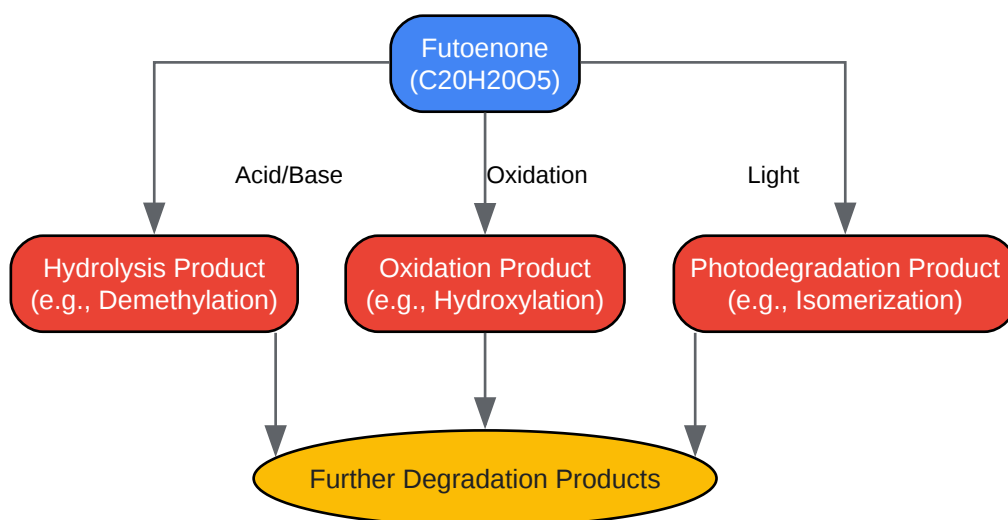 Futoenone
(C20H20O5)
Acid/Base
Oxidation
Light
Hydrolysis Product
(e.g., Demethylation)
Oxidation Product
(e.g., Hydroxylation)
Photodegradation Product
(e.g., Isomerization)
Further Degradation Products